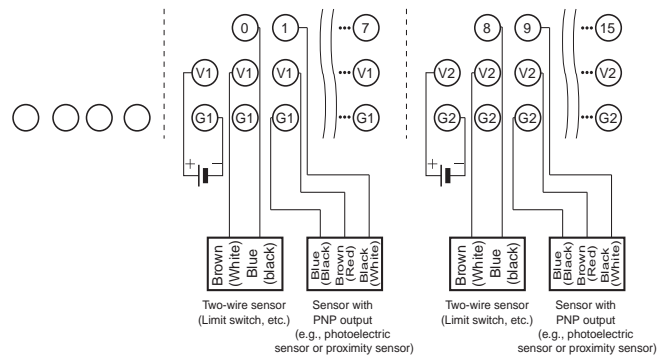 0 1 ••• 7 8 9 ••• 15
V1 V1 V1 ••• V1 V2 V2 V2 ••• V2
G1 G1 G1 ••• G1 G2 G2 G2 ••• G2
+ − + −
Brown
(White)
Blue
(black)
Blue
(Black)
Brown
(Red)
Black
(White)
Brown
(White)
Blue
(black)
Blue
(Black)
Brown
(Red)
Black
(White)
Two-wire sensor
(Limit switch, etc.)
Sensor with
PNP output
(e.g., photoelectric
sensor or proximity sensor)
Two-wire sensor
(Limit switch, etc.)
Sensor with
PNP output
(e.g., photoelectric
sensor or proximity sensor)